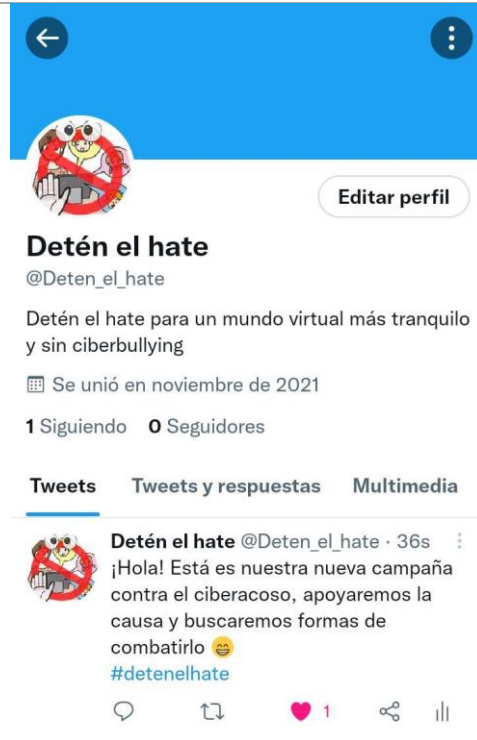 Editar perfil
Detén el hate
@Deten_el_hate
Detén el hate para un mundo virtual más tranquilo
y sin ciberbullying
Se unió en noviembre de 2021
1 Siguiendo 0 Seguidores
Tweets Tweets y respuestas Multimedia
Detén el hate @Deten_el_hate · 36s
¡Hola! Está es nuestra nueva campaña
contra el ciberacoso, apoyaremos la
causa y buscaremos formas de
combatirlo 😁
#detenelhate
1